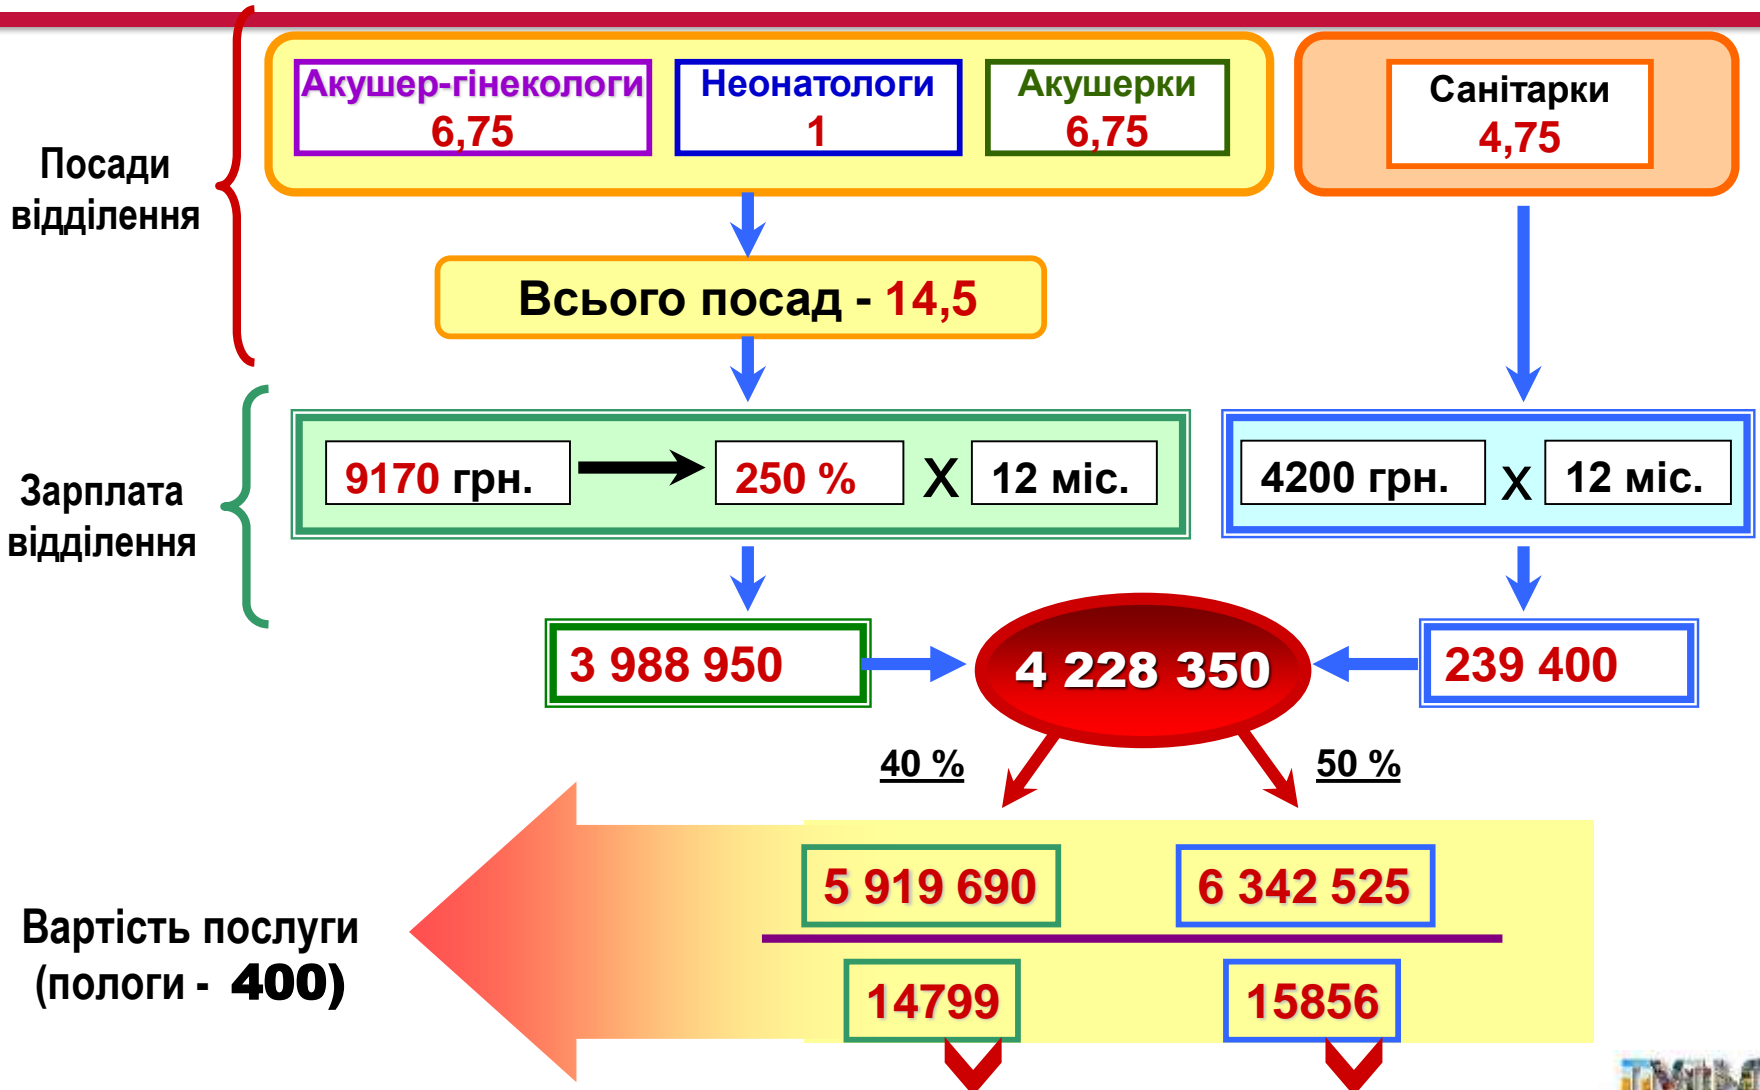 Акушер-гінекологи
6,75
Неонатологи
1
Акушерки
6,75
Санітарки
4,75
Посади
відділення
Всього посад - 14,5
Зарплата
відділення
9170 грн.
250 %
X
12 міс.
4200 грн.
X
12 міс.
3 988 950
4 228 350
239 400
40 %
50 %
5 919 690
6 342 525
Вартість послуги
(пологи - 400)
14799
15856